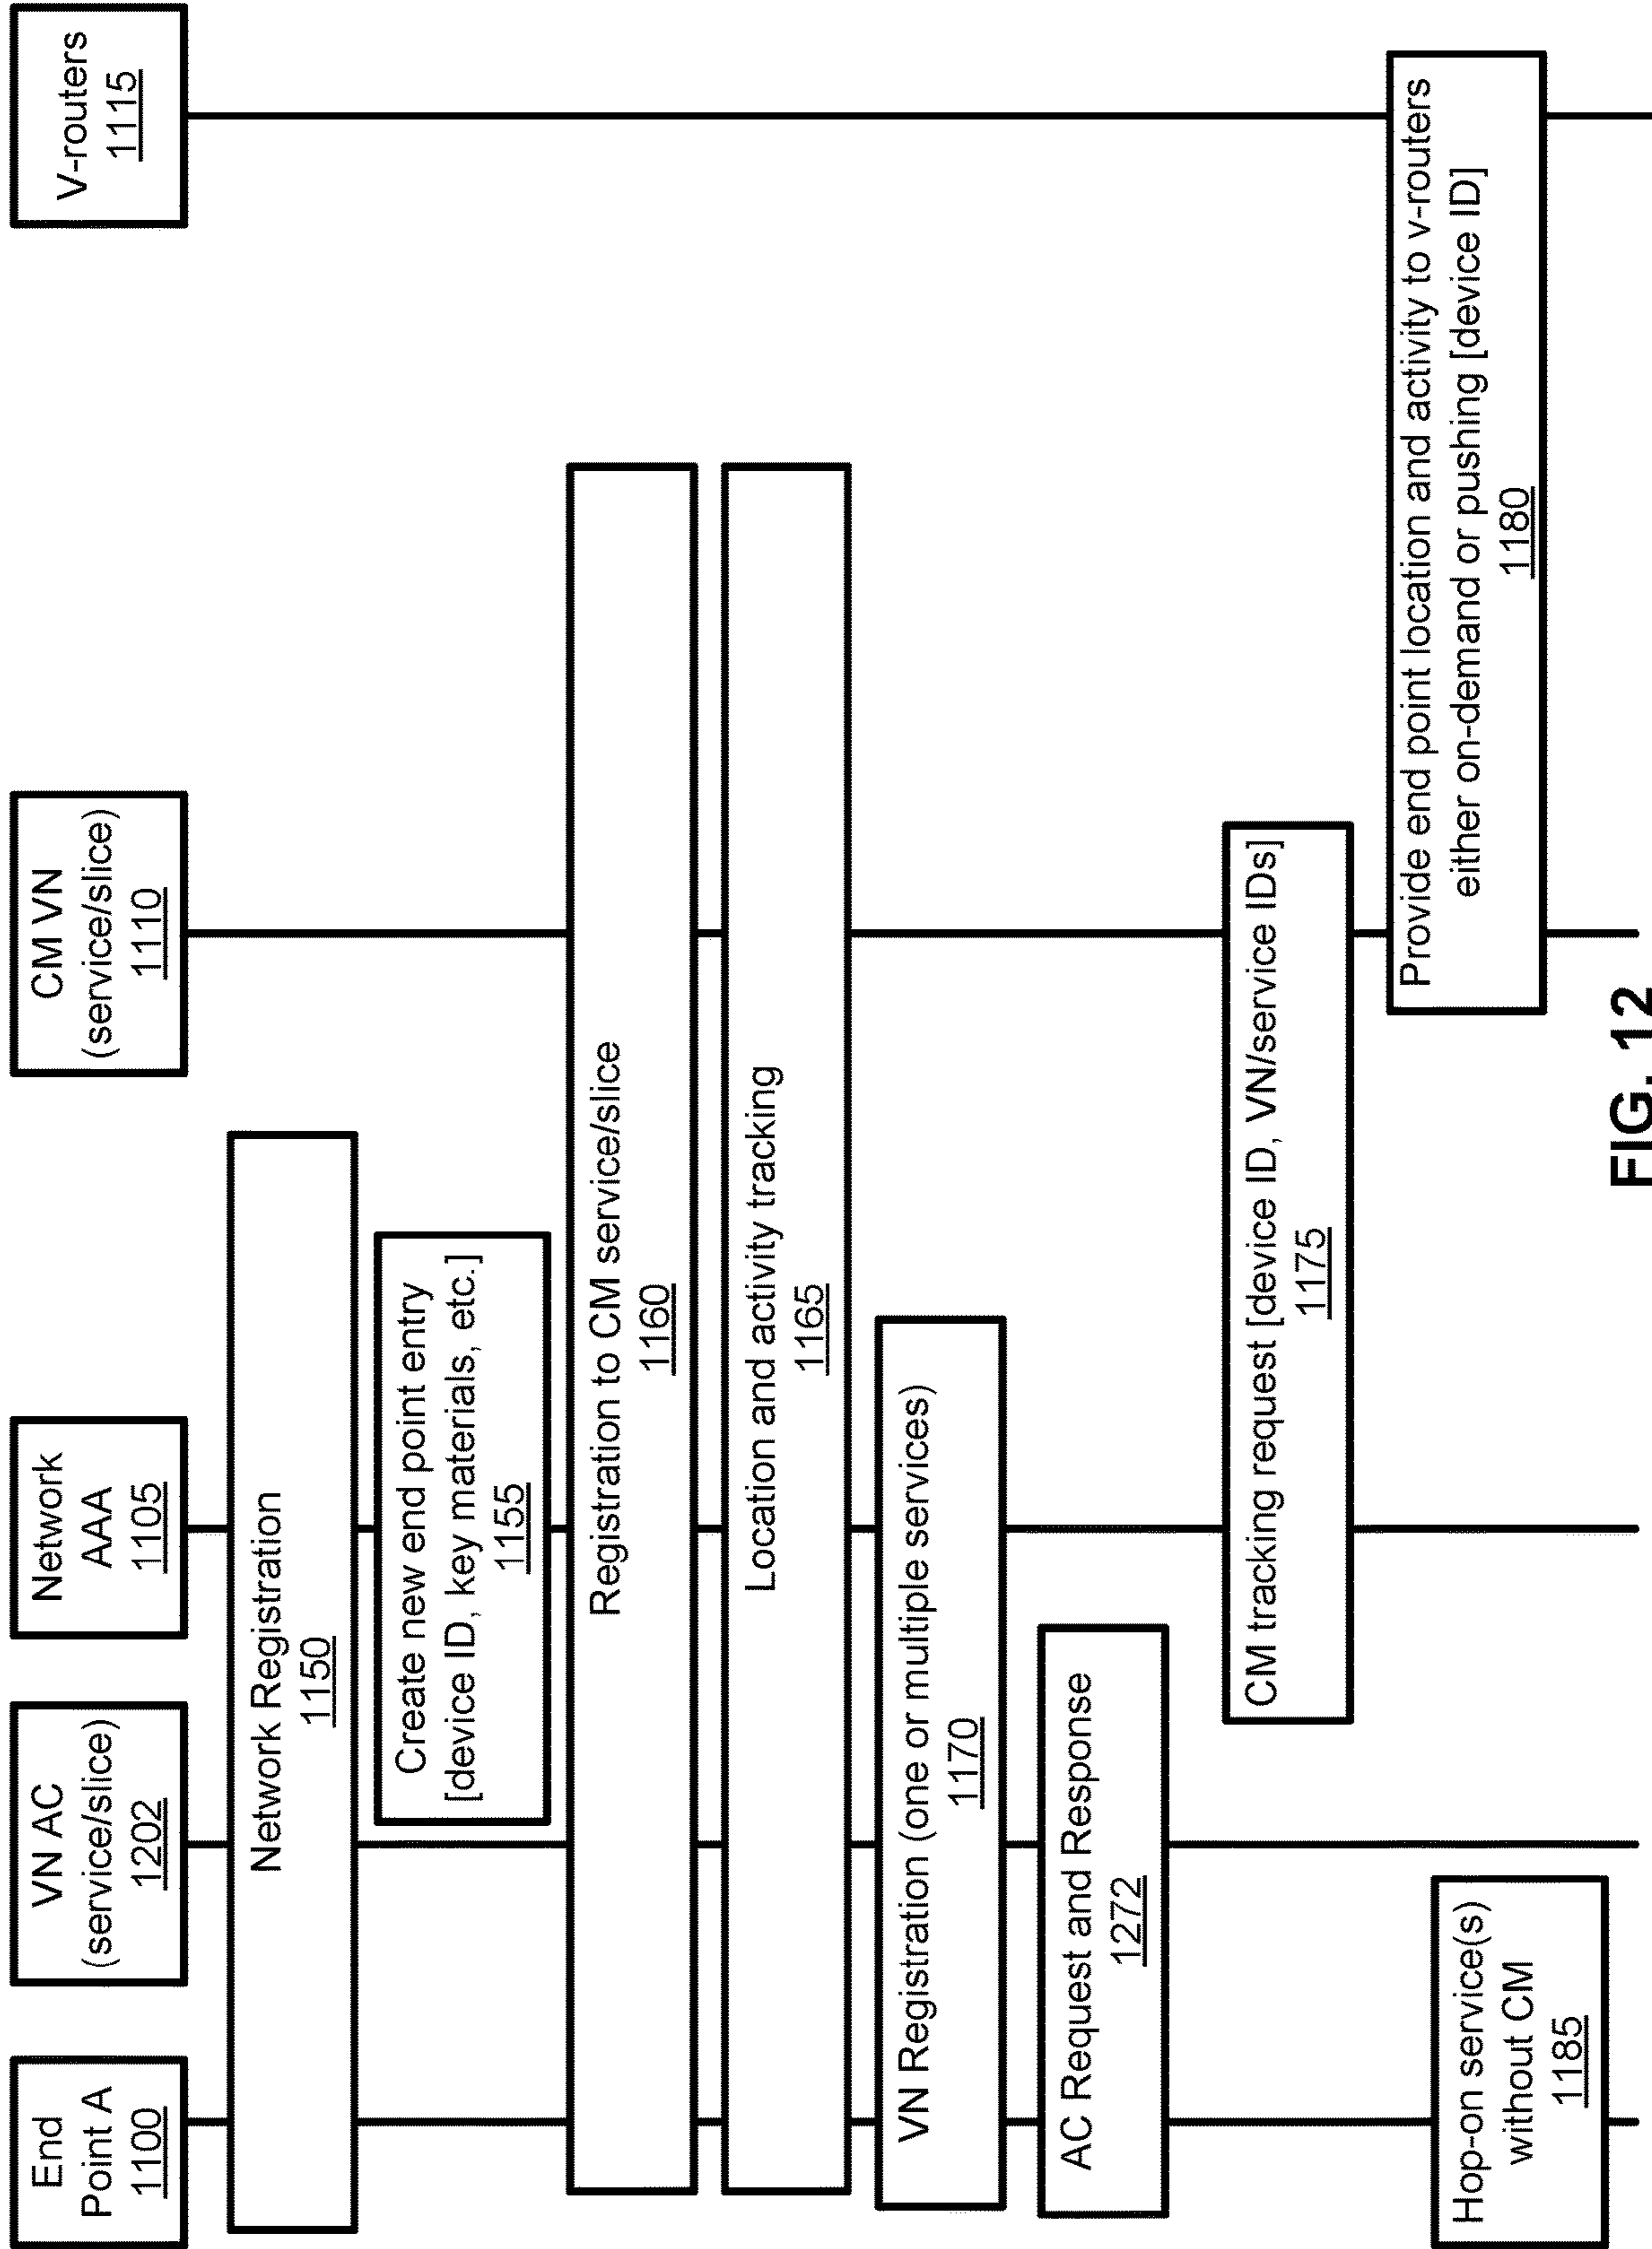 End
Point A
1100
VN AC
(service/slice)
1202
Network
AAA
1105
CM VN
(service/slice)
1110
V-routers
1115
Network Registration
1150
Create new end point entry
[device ID, key materials, etc.]
1155
Registration to CM service/slice
1160
Location and activity tracking
1165
VN Registration (one or multiple services)
1170
AC Request and Response
1272
CM tracking request [device ID, VN/service IDs]
1175
Provide end point location and activity to v-routers
either on-demand or pushing [device ID]
1180
Hop-on service(s)
without CM
1185
FIG. 12